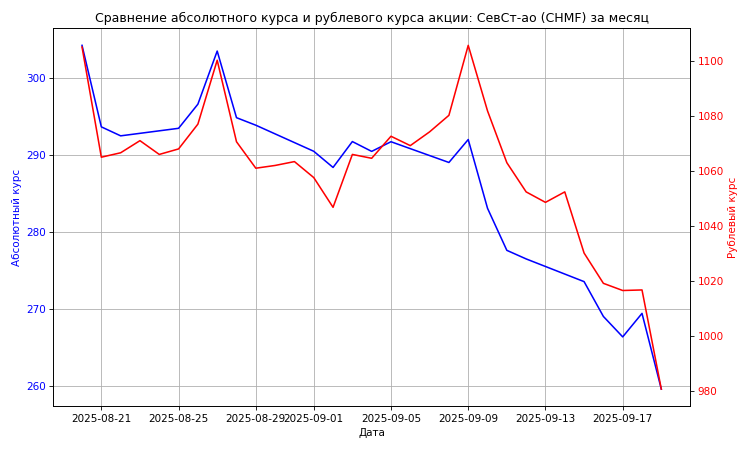 Сравнение абсолютного курса и рублевого курса акции: СевСт-ао (CHMF) за месяц
Абсолютный курс
300
290
280
270
260
1100
1080
1060
1040
1020
1000
980
Рублевый курс
2025-08-21 2025-08-25 2025-08-29 2025-09-01 2025-09-05 2025-09-09 2025-09-13 2025-09-17
Дата